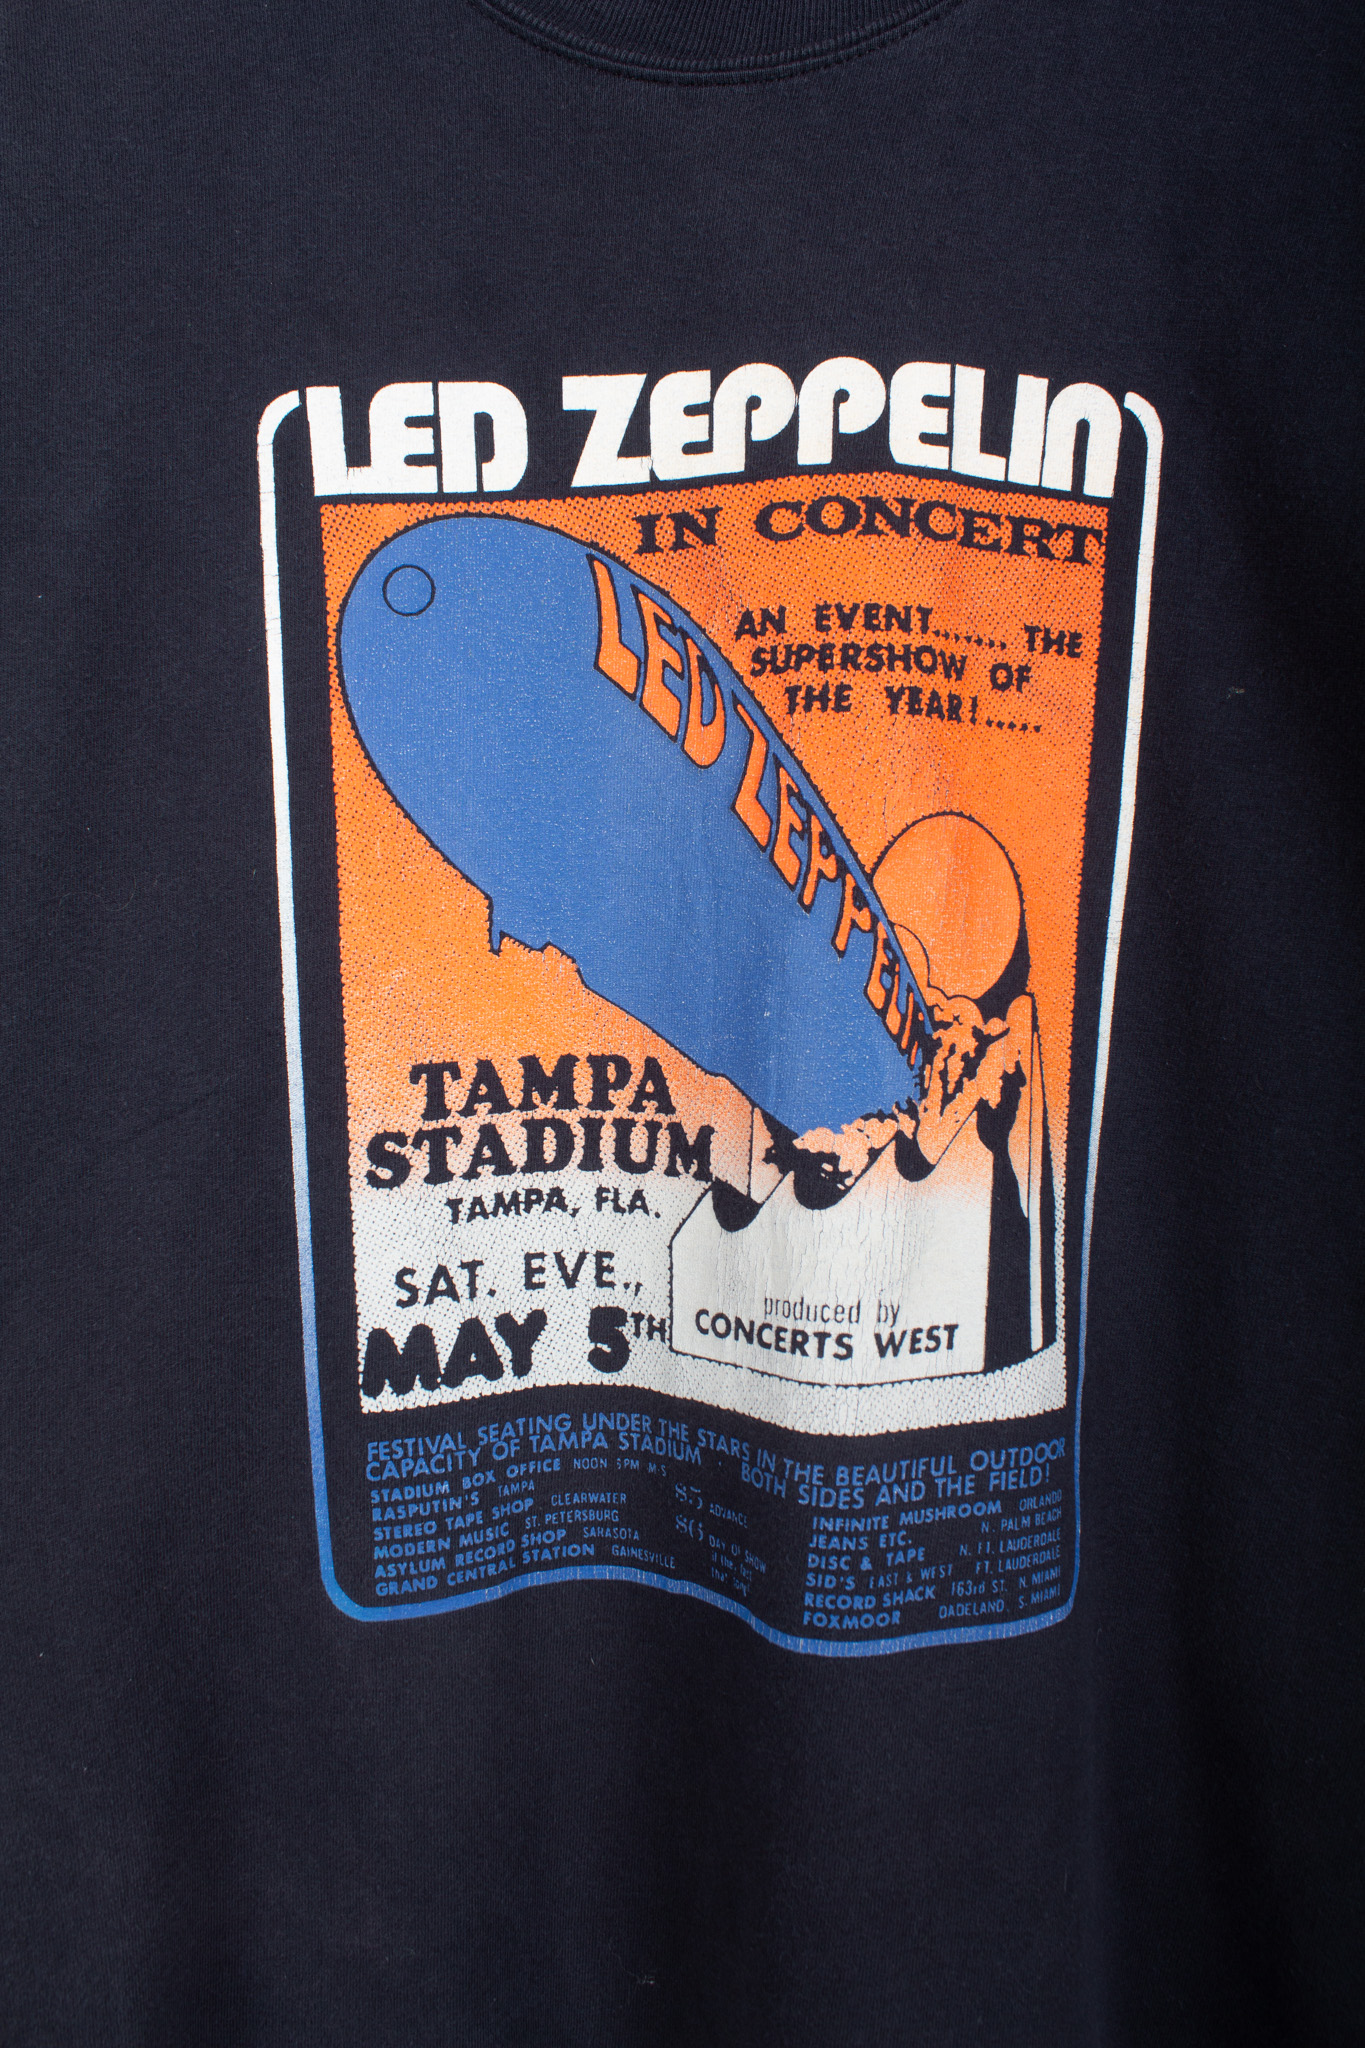 LED ZEPPELIN
IN CONCERT
LED ZEPPELIN
AN EVENT....... THE
SUPERSHOW OF
THE YEAR!.....
TAMPA
STADIUM
TAMPA, FLA.
SAT. EVE.,
MAY 5TH
produced by
CONCERTS WEST
FESTIVAL SEATING UNDER THE STARS IN THE BEAUTIFUL OUTDOOR
CAPACITY OF TAMPA STADIUM · BOTH SIDES AND THE FIELD!
STADIUM BOX OFFICE NOON 5PM M-S
RASPUTIN'S TAMPA
STEREO TAPE SHOP CLEARWATER
MODERN MUSIC ST. PETERSBURG
ASYLUM RECORD SHOP SARASOTA
GRAND CENTRAL STATION GAINESVILLE
$5 ADVANCE
$6 DAY OF SHOW
INFINITE MUSHROOM ORLANDO
JEANS ETC. N. PALM BEACH
DISC & TAPE N. FT. LAUDERDALE
SID'S EAST & WEST FT. LAUDERDALE
RECORD SHACK 163rd ST. N. MIAMI
FOXMOOR DADELAND, S. MIAMI